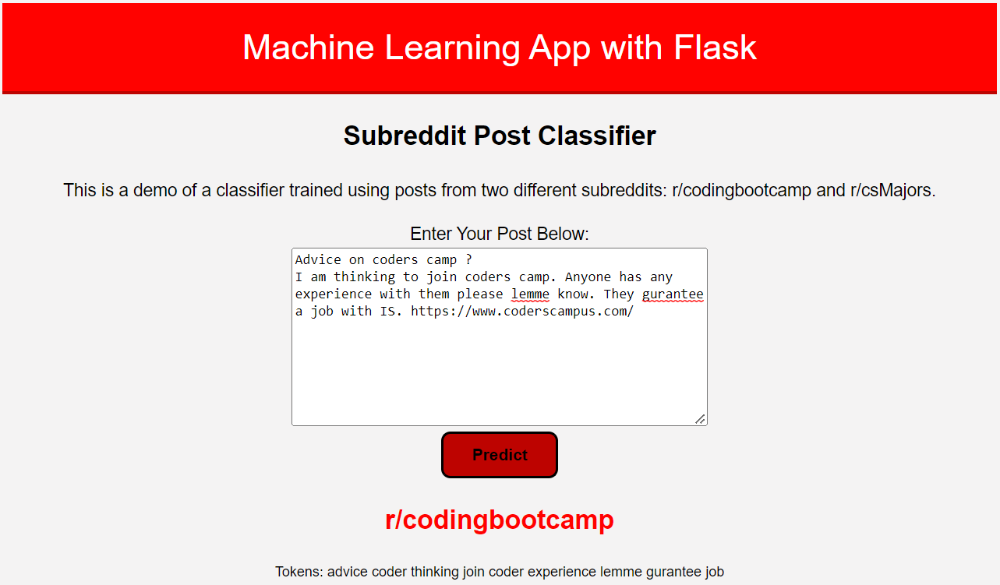 Machine Learning App with Flask
Subreddit Post Classifier
This is a demo of a classifier trained using posts from two different subreddits: r/codingbootcamp and r/csMajors.
Enter Your Post Below:
Advice on coders camp ?
I am thinking to join coders camp. Anyone has any
experience with them please lemme know. They gurantee
a job with IS. https://www.coderscampus.com/
Predict
r/codingbootcamp
Tokens: advice coder thinking join coder experience lemme gurantee job